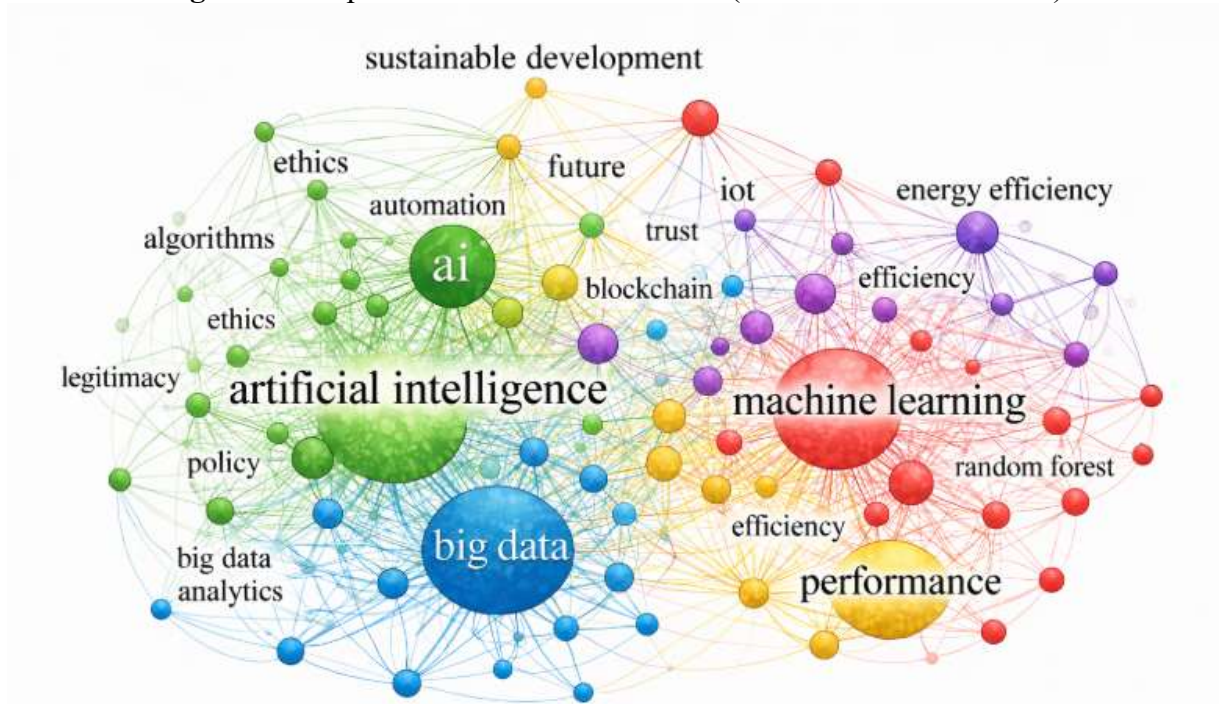 sustainable development
ethics
future
automation
iot
energy efficiency
algorithms
trust
ai
efficiency
blockchain
ethics
legitimacy
artificial intelligence
machine learning
policy
random forest
efficiency
big data
big data
analytics
performance